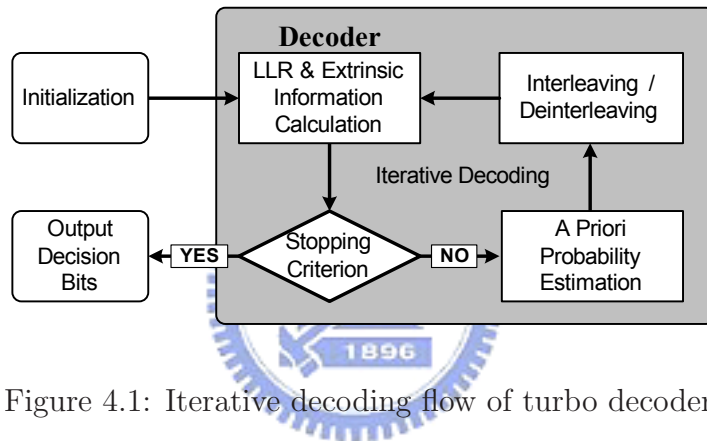 Decoder
Initialization
LLR & Extrinsic
Information
Calculation
Interleaving /
Deinterleaving
Iterative Decoding
Output
Decision
Bits
YES
Stopping
Criterion
NO
A Priori
Probability
Estimation
1896
Figure 4.1: Iterative decoding flow of turbo decoder